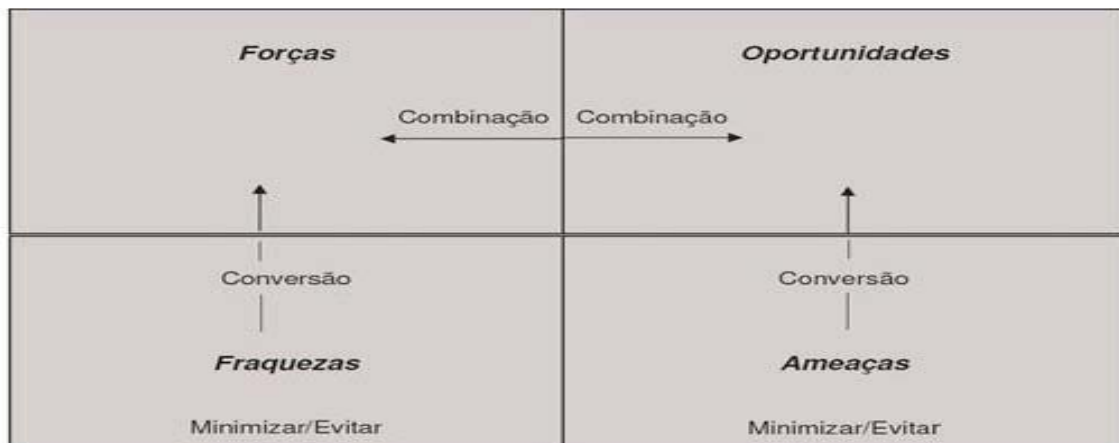 Forças
Oportunidades
Combinação
Combinação
Conversão
Conversão
Fraquezas
Ameaças
Minimizar/Evitar
Minimizar/Evitar